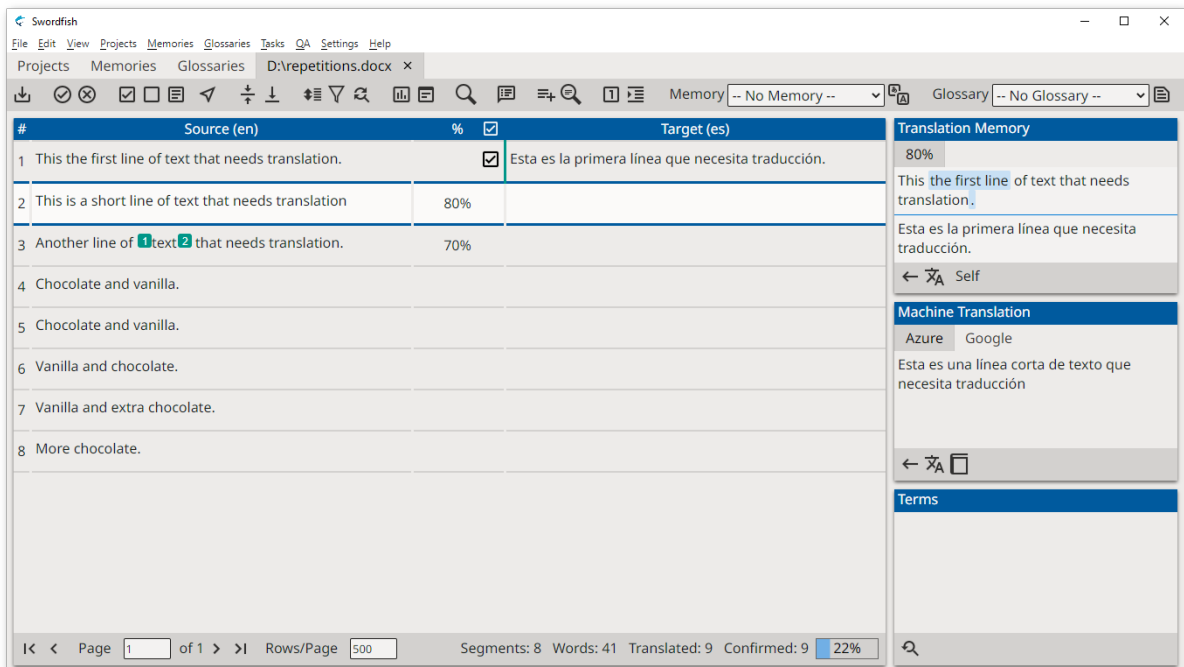 Swordfish
File Edit View Projects Memories Glossaries Tasks QA Settings Help
Projects Memories Glossaries D:\repetitions.docx ×
Memory -- No Memory -- Glossary -- No Glossary --
# Source (en) % Target (es)
1 This the first line of text that needs translation. Esta es la primera línea que necesita traducción.
2 This is a short line of text that needs translation 80%
3 Another line of 1 text 2 that needs translation. 70%
4 Chocolate and vanilla.
5 Chocolate and vanilla.
6 Vanilla and chocolate.
7 Vanilla and extra chocolate.
8 More chocolate.
Page 1 of 1 Rows/Page 500 Segments: 8 Words: 41 Translated: 9 Confirmed: 9 22%
Translation Memory
80%
This the first line of text that needs
translation.
Esta es la primera línea que necesita
traducción.
Self
Machine Translation
Azure Google
Esta es una línea corta de texto que
necesita traducción
Terms